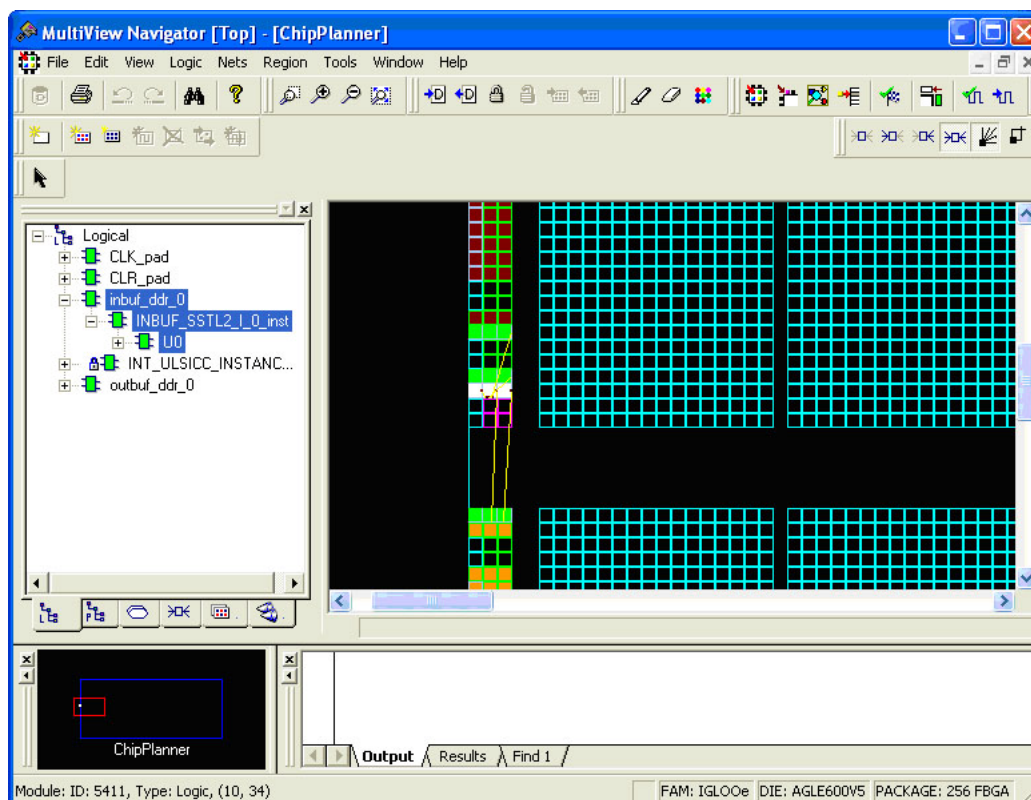 MultiView Navigator [Top] - [ChipPlanner]
File Edit View Logic Nets Region Tools Window Help
Logical
CLK_pad
CLR_pad
inbuf_ddr_0
INBUF_SSTL2_I_0_inst
U0
INT_ULSICC_INSTANC...
outbuf_ddr_0
ChipPlanner
Output Results Find 1
Module: ID: 5411, Type: Logic, (10, 34) FAM: IGLOOe DIE: AGLE600V5 PACKAGE: 256 FBGA